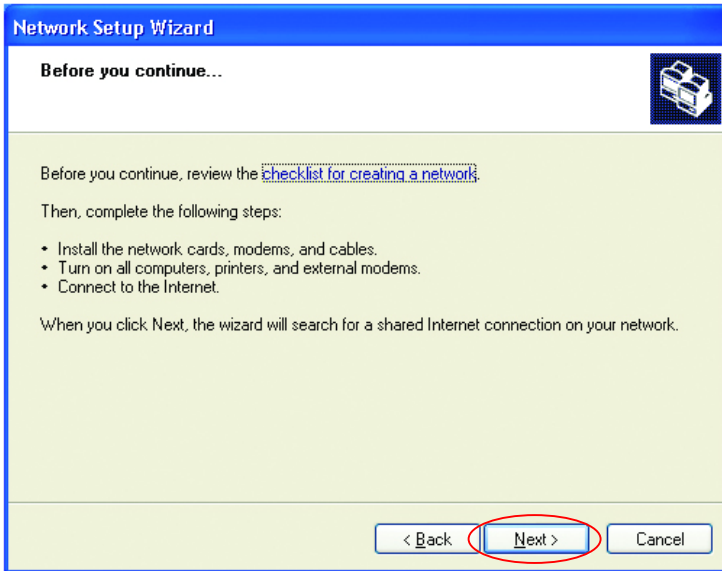 Network Setup Wizard
Before you continue...
Before you continue, review the checklist for creating a network.
Then, complete the following steps:
• Install the network cards, modems, and cables.
• Turn on all computers, printers, and external modems.
• Connect to the Internet.
When you click Next, the wizard will search for a shared Internet connection on your network.
< Back Next > Cancel